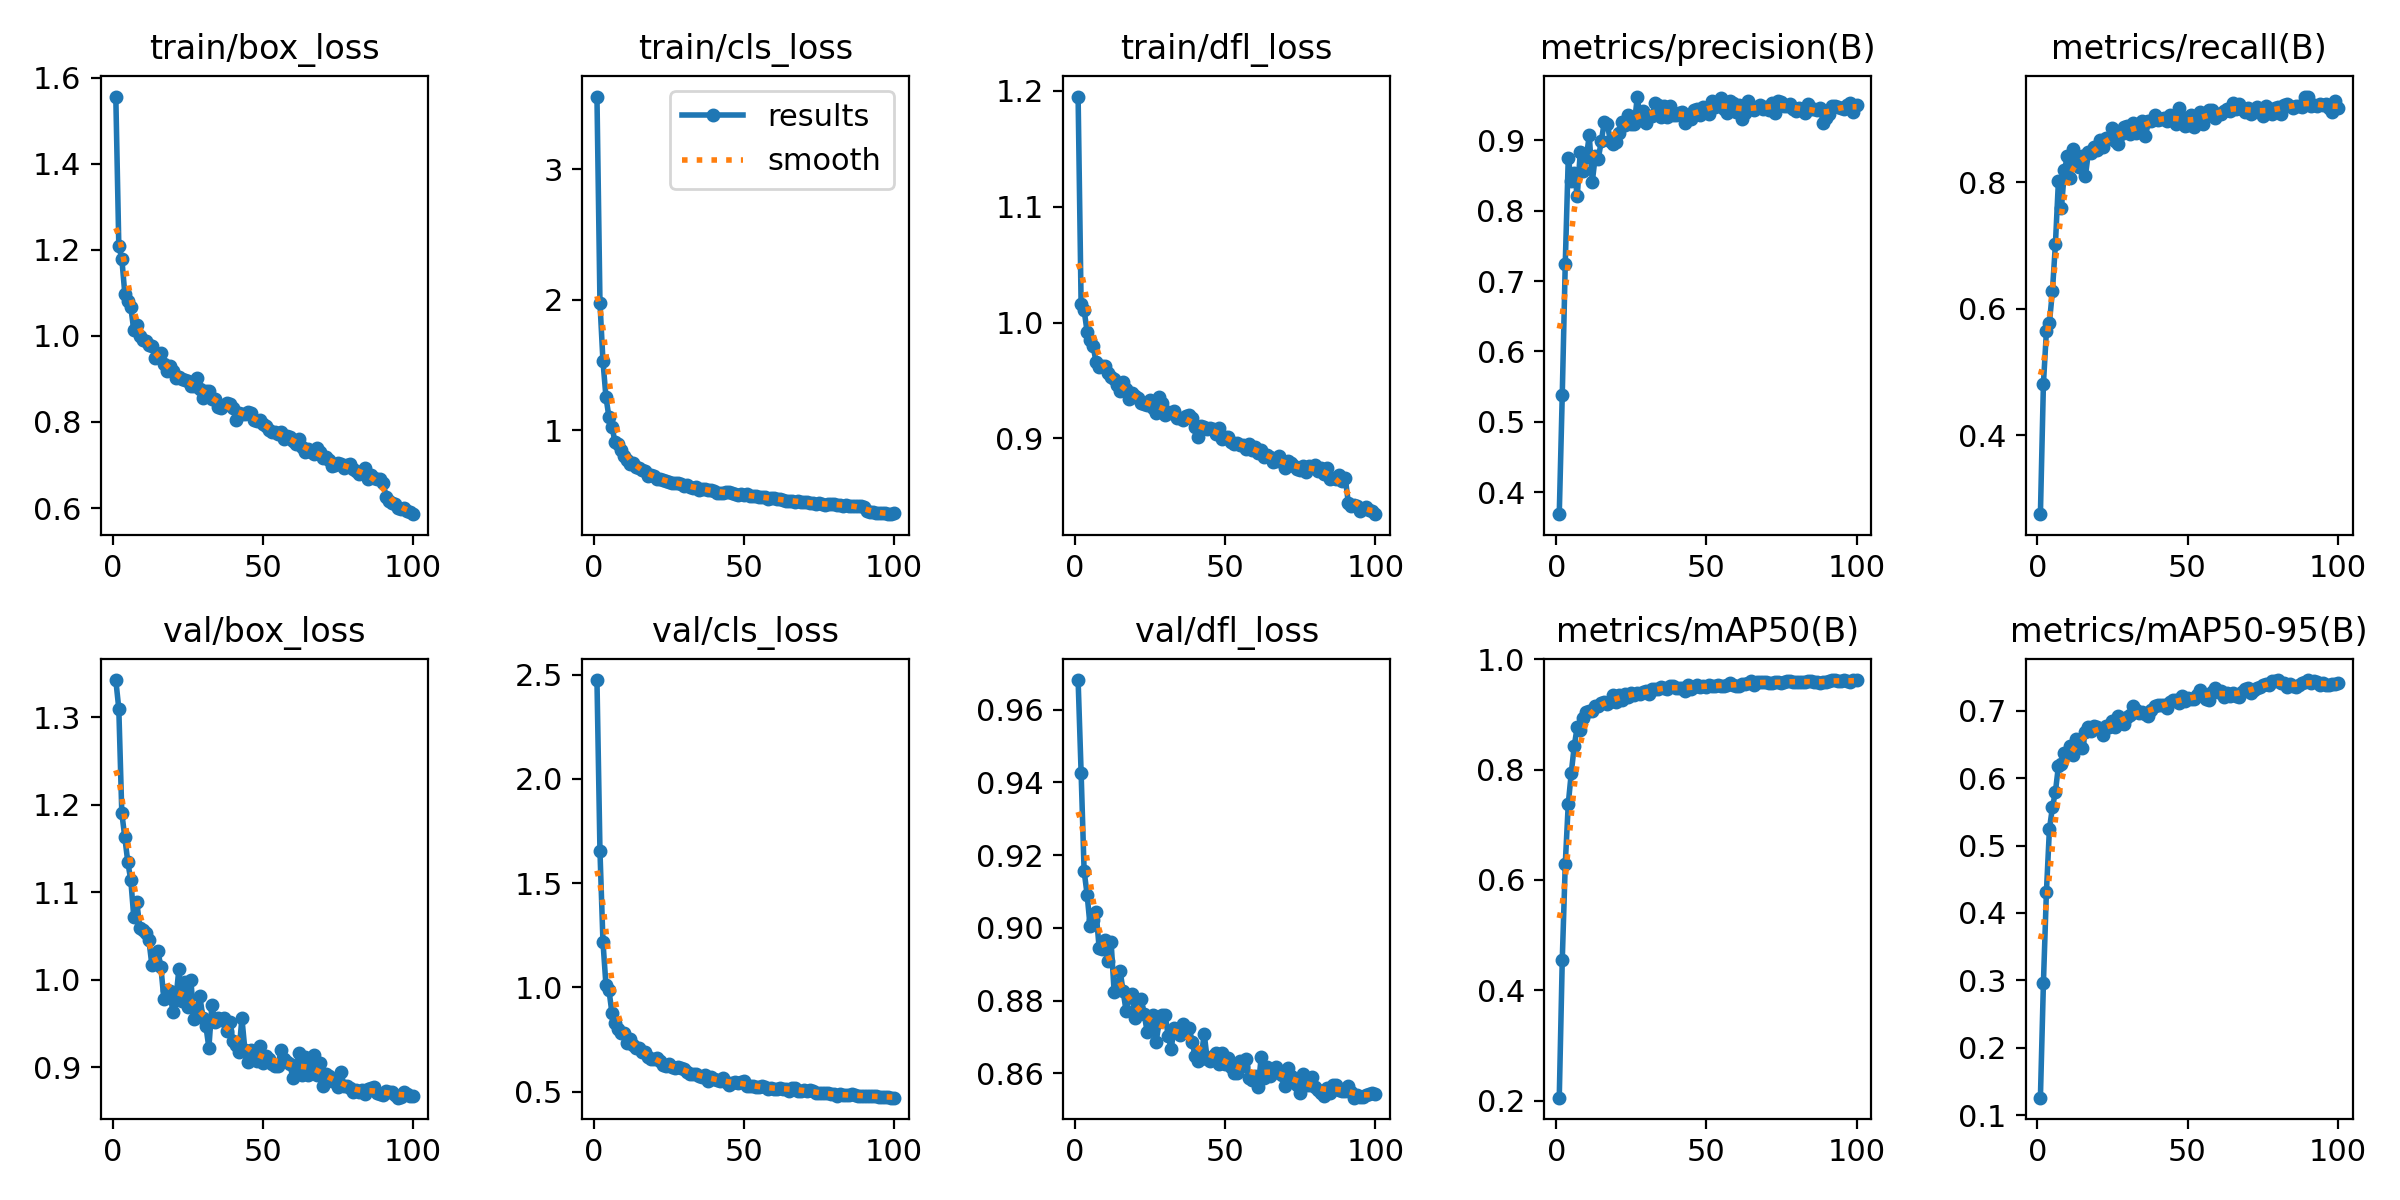 train/box_loss
1.6
1.4
1.2
1.0
0.8
0.6
0 50 100
train/cls_loss
results
smooth
3
2
1
0 50 100
train/dfl_loss
1.2
1.1
1.0
0.9
0 50 100
metrics/precision(B)
0.9
0.8
0.7
0.6
0.5
0.4
0 50 100
metrics/recall(B)
0.8
0.6
0.4
0 50 100
val/box_loss
1.3
1.2
1.1
1.0
0.9
0 50 100
val/cls_loss
2.5
2.0
1.5
1.0
0.5
0 50 100
val/dfl_loss
0.96
0.94
0.92
0.90
0.88
0.86
0 50 100
metrics/mAP50(B)
1.0
0.8
0.6
0.4
0.2
0 50 100
metrics/mAP50-95(B)
0.7
0.6
0.5
0.4
0.3
0.2
0.1
0 50 100